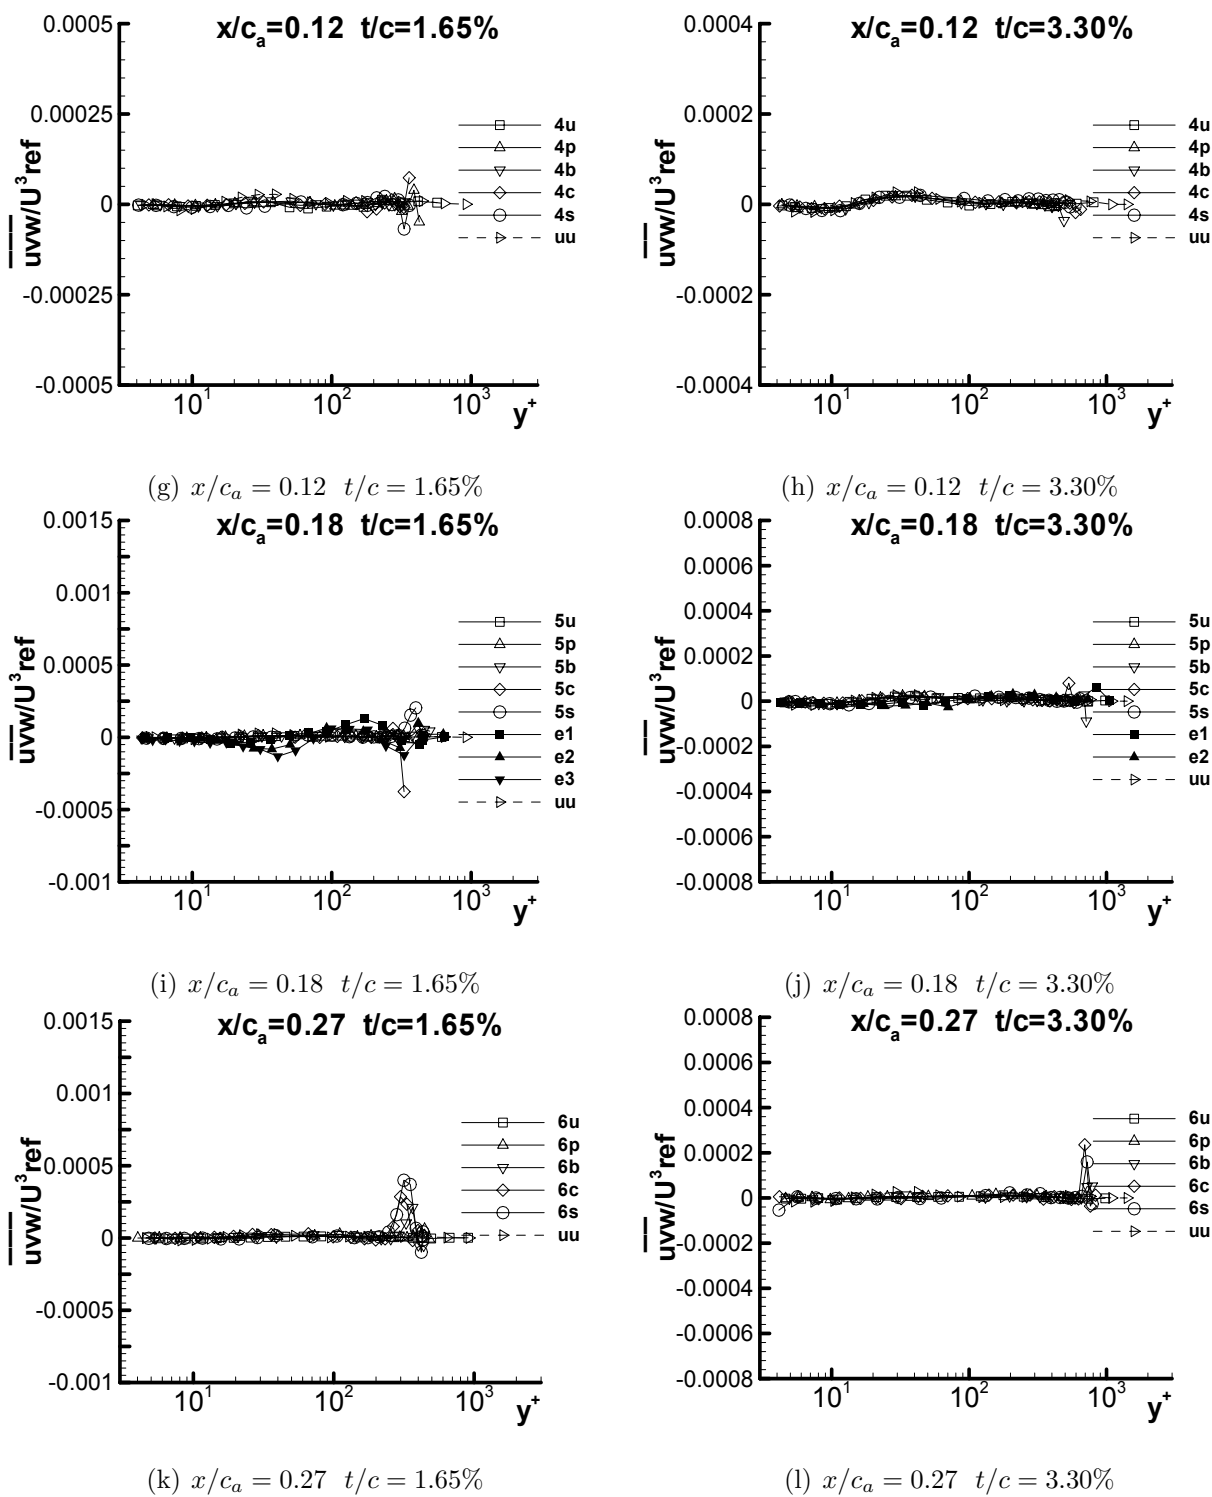 x/ca=0.12 t/c=1.65%
0.0005
0.00025
0
-0.00025
-0.0005
uvw/U³ref
10¹ 10² 10³
y⁺
4u
4p
4b
4c
4s
uu
(g) x/ca = 0.12 t/c = 1.65%
x/ca=0.12 t/c=3.30%
0.0004
0.0002
0
-0.0002
-0.0004
uvw/U³ref
10¹ 10² 10³
y⁺
4u
4p
4b
4c
4s
uu
(h) x/ca = 0.12 t/c = 3.30%
x/ca=0.18 t/c=1.65%
0.0015
0.001
0.0005
0
-0.0005
-0.001
uvw/U³ref
10¹ 10² 10³
y⁺
5u
5p
5b
5c
5s
e1
e2
e3
uu
(i) x/ca = 0.18 t/c = 1.65%
x/ca=0.18 t/c=3.30%
0.0008
0.0006
0.0004
0.0002
0
-0.0002
-0.0004
-0.0006
-0.0008
uvw/U³ref
10¹ 10² 10³
y⁺
5u
5p
5b
5c
5s
e1
e2
uu
(j) x/ca = 0.18 t/c = 3.30%
x/ca=0.27 t/c=1.65%
0.0015
0.001
0.0005
0
-0.0005
-0.001
uvw/U³ref
10¹ 10² 10³
y⁺
6u
6p
6b
6c
6s
uu
(k) x/ca = 0.27 t/c = 1.65%
x/ca=0.27 t/c=3.30%
0.0008
0.0006
0.0004
0.0002
0
-0.0002
-0.0004
-0.0006
-0.0008
uvw/U³ref
10¹ 10² 10³
y⁺
6u
6p
6b
6c
6s
uu
(l) x/ca = 0.27 t/c = 3.30%